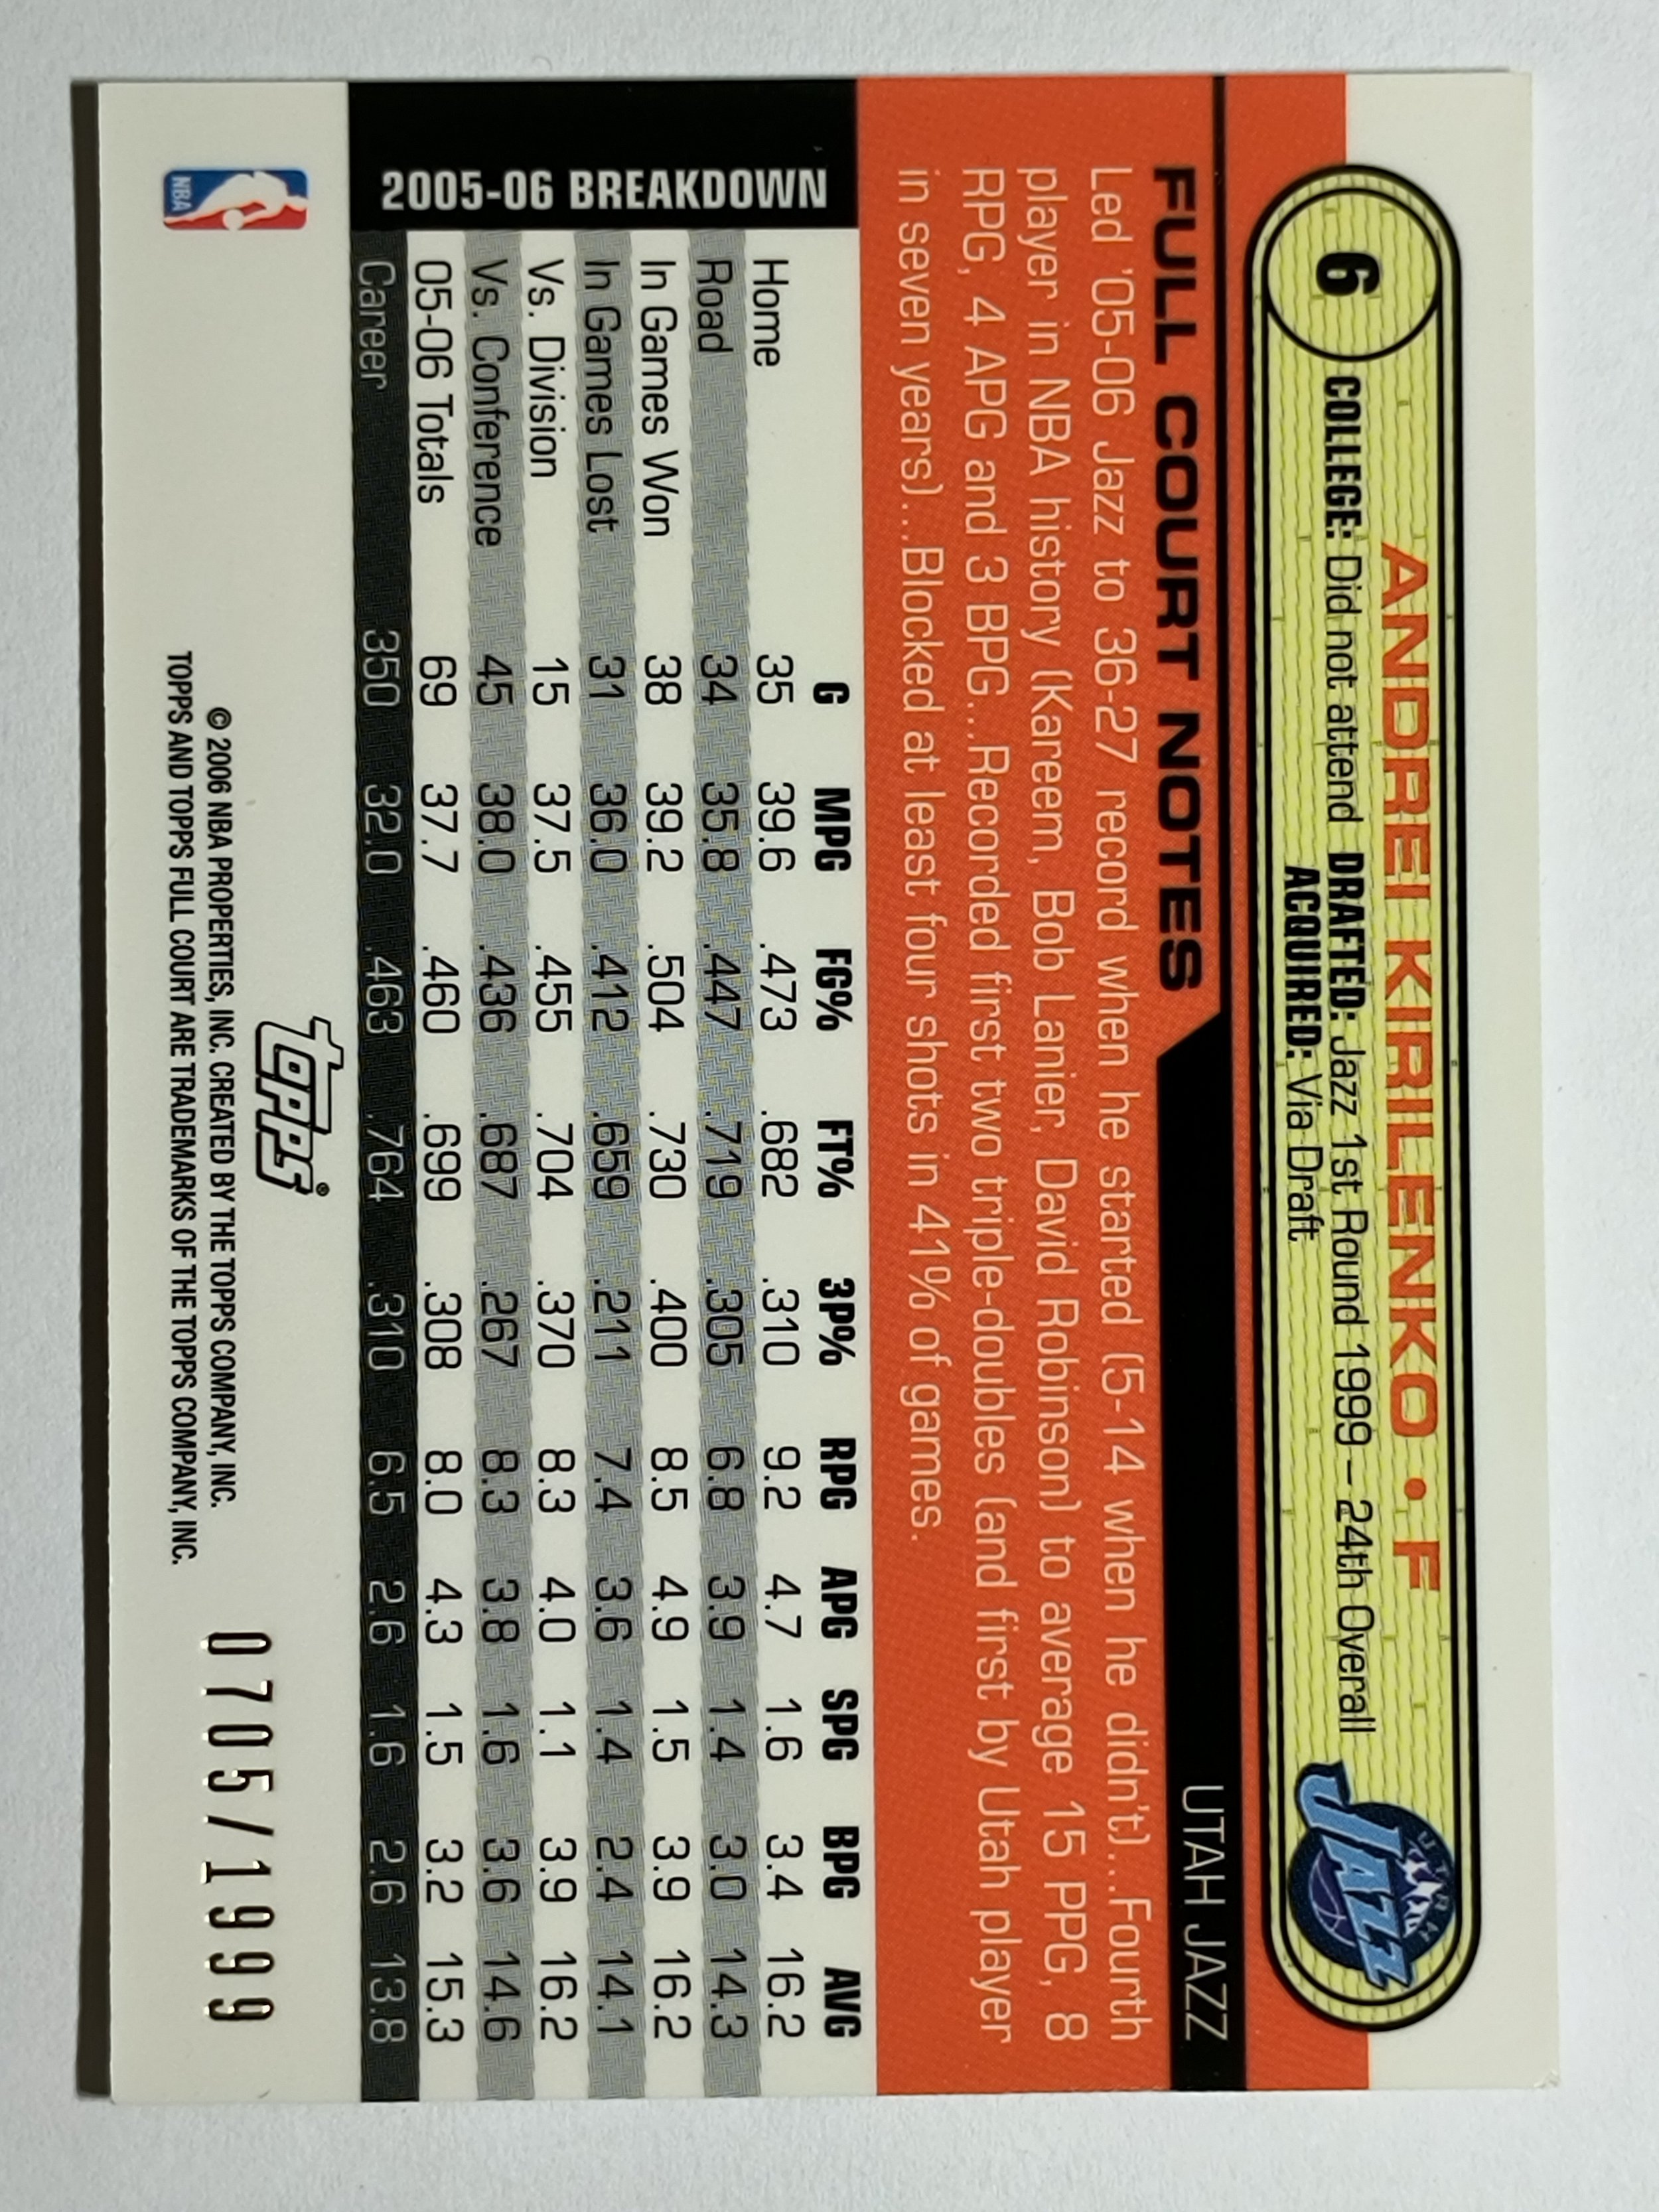 6
ANDREI KIRILENKO • F
COLLEGE: Did not attend DRAFTED: Jazz 1st Round 1999 – 24th Overall
ACQUIRED: Via Draft
UTAH JAZZ
UTAH JAZZ
FULL COURT NOTES
Led '05-06 Jazz to 36-27 record when he started (5-14 when he didn't)...Fourth
player in NBA history (Kareem, Bob Lanier, David Robinson) to average 15 PPG, 8
RPG, 4 APG and 3 BPG...Recorded first two triple-doubles (and first by Utah player
in seven years)...Blocked at least four shots in 41% of games.
2005-06 BREAKDOWN
G MPG FG% FT% 3P% RPG APG SPG BPG AVG
Home 35 39.6 .473 .682 .310 9.2 4.7 1.6 3.4 16.2
Road 34 35.8 .447 .719 .305 6.8 3.9 1.4 3.0 14.3
In Games Won 38 39.2 .504 .730 .400 8.5 4.9 1.5 3.9 16.2
In Games Lost 31 36.0 .412 .659 .211 7.4 3.6 1.4 2.4 14.1
Vs. Division 15 37.5 .455 .704 .370 8.3 4.0 1.1 3.9 16.2
Vs. Conference 45 38.0 .436 .687 .267 8.3 3.8 1.6 3.6 14.6
05-06 Totals 69 37.7 .460 .699 .308 8.0 4.3 1.5 3.2 15.3
Career 350 32.0 .463 .764 .310 6.5 2.6 1.6 2.6 13.8
NBA
topps®
© 2006 NBA PROPERTIES, INC. CREATED BY THE TOPPS COMPANY, INC.
TOPPS AND TOPPS FULL COURT ARE TRADEMARKS OF THE TOPPS COMPANY, INC.
0705/1999